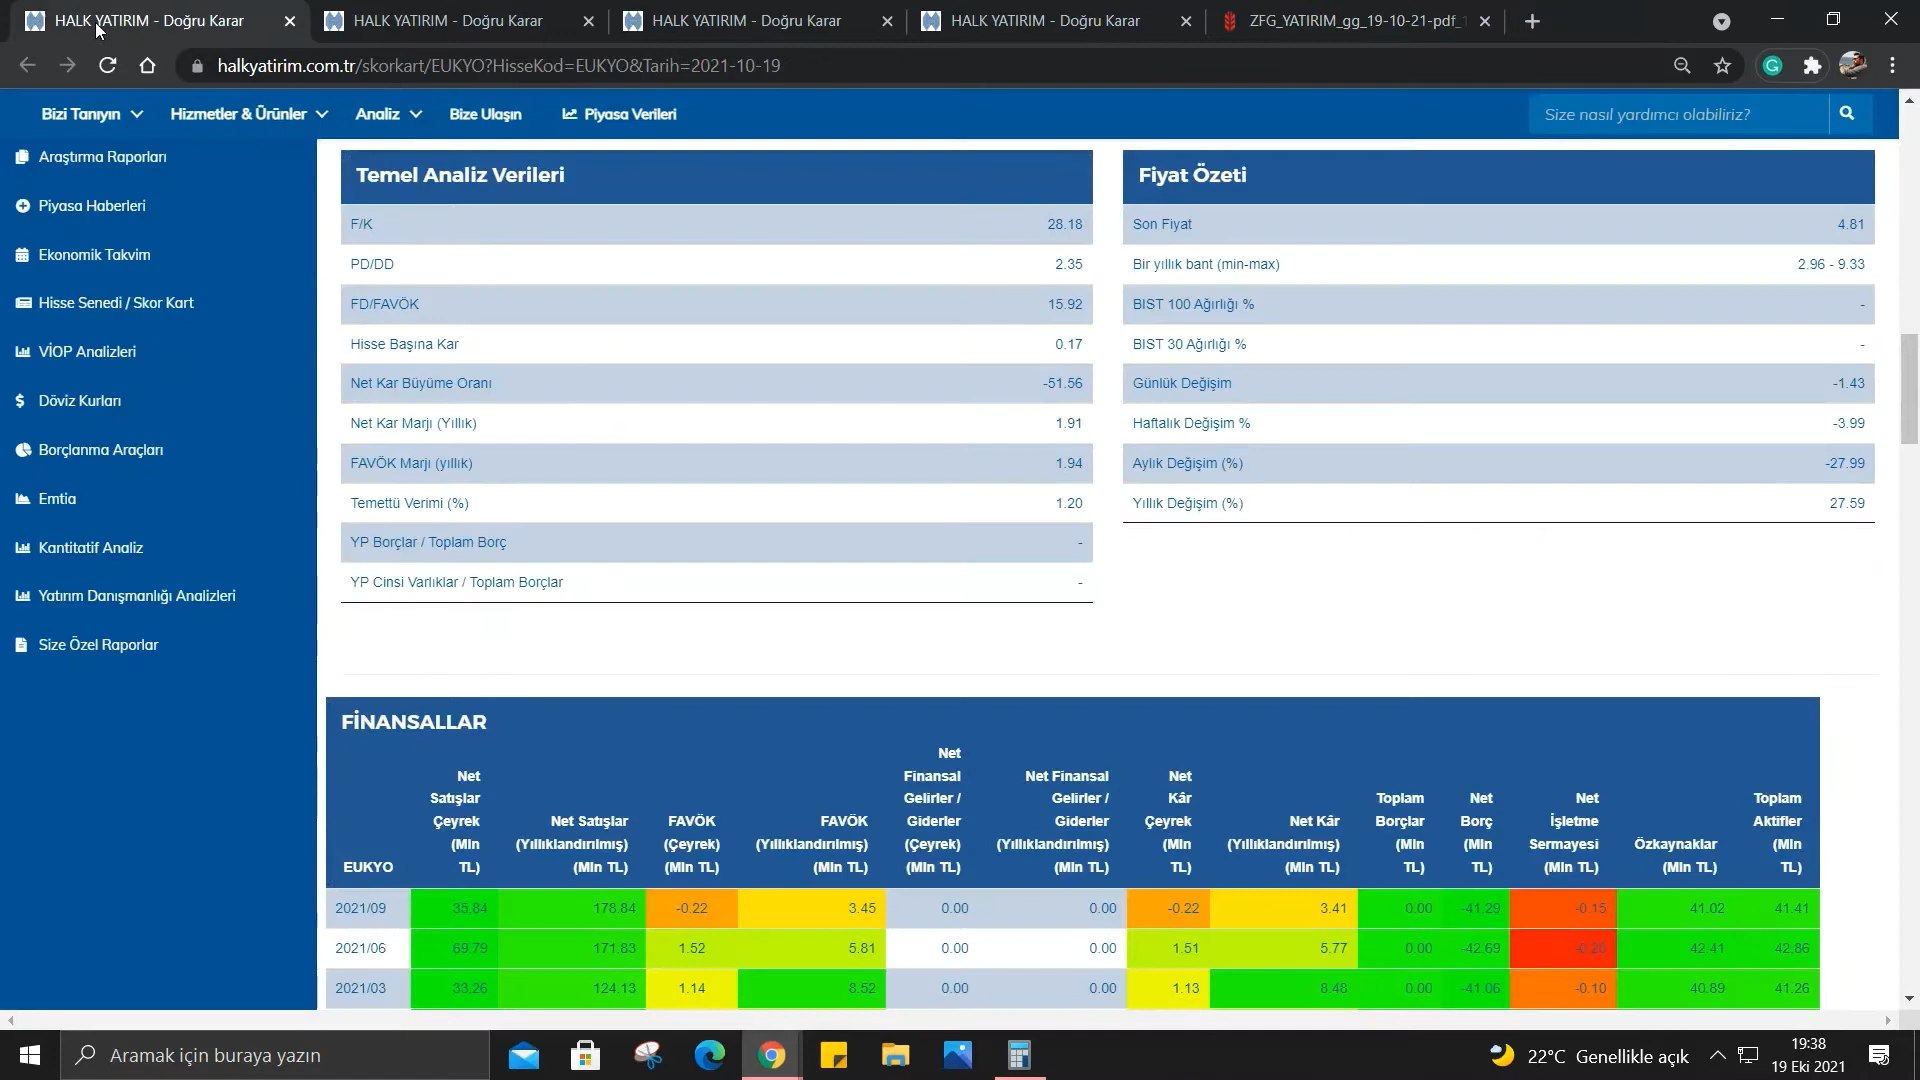 HALK YATIRIM - Doğru Karar
HALK YATIRIM - Doğru Karar
HALK YATIRIM - Doğru Karar
HALK YATIRIM - Doğru Karar
ZFG_YATIRIM_gg_19-10-21-pdf_
halkyatirim.com.tr/skorkart/EUKYO?HisseKod=EUKYO&Tarih=2021-10-19
Bizi Tanıyın Hizmetler & Ürünler Analiz Bize Ulaşın Piyasa Verileri
Size nasıl yardımcı olabiliriz?
Araştırma Raporları
Piyasa Haberleri
Ekonomik Takvim
Hisse Senedi / Skor Kart
VİOP Analizleri
Döviz Kurları
Borçlanma Araçları
Emtia
Kantitatif Analiz
Yatırım Danışmanlığı Analizleri
Size Özel Raporlar
Temel Analiz Verileri
F/K 28.18
PD/DD 2.35
FD/FAVÖK 15.92
Hisse Başına Kar 0.17
Net Kar Büyüme Oranı -51.56
Net Kar Marjı (Yıllık) 1.91
FAVÖK Marjı (yıllık) 1.94
Temettü Verimi (%) 1.20
YP Borçlar / Toplam Borç -
YP Cinsi Varlıklar / Toplam Borçlar -
Fiyat Özeti
Son Fiyat 4.81
Bir yıllık bant (min-max) 2.96 - 9.33
BIST 100 Ağırlığı % -
BIST 30 Ağırlığı % -
Günlük Değişim -1.43
Haftalık Değişim % -3.99
Aylık Değişim (%) -27.99
Yıllık Değişim (%) 27.59
FİNANSALLAR
EUKYO
Net
Satışlar
Çeyrek
(Mln
TL)
Net Satışlar
(Yıllıklandırılmış)
(Mln TL)
FAVÖK
(Çeyrek)
(Mln TL)
FAVÖK
(Yıllıklandırılmış)
(Mln TL)
Net
Finansal
Gelirler /
Giderler
(Çeyrek)
(Mln TL)
Net Finansal
Gelirler /
Giderler
(Yıllıklandırılmış)
(Mln TL)
Net
Kâr
Çeyrek
(Mln
TL)
Net Kâr
(Yıllıklandırılmış)
(Mln TL)
Toplam
Borçlar
(Mln
TL)
Net
Borç
(Mln
TL)
Net
İşletme
Sermayesi
(Mln TL)
Özkaynaklar
(Mln TL)
Toplam
Aktifler
(Mln
TL)
2021/09 35.84 178.84 -0.22 3.45 0.00 0.00 -0.22 3.41 0.00 -41.29 -0.15 41.02 41.41
2021/06 69.79 171.83 1.52 5.81 0.00 0.00 1.51 5.77 0.00 -42.69 -0.20 42.41 42.86
2021/03 33.26 124.13 1.14 8.52 0.00 0.00 1.13 8.48 0.00 -41.06 -0.10 40.89 41.26
Aramak için buraya yazın
22°C Genellikle açık
19:38
19 Eki 2021